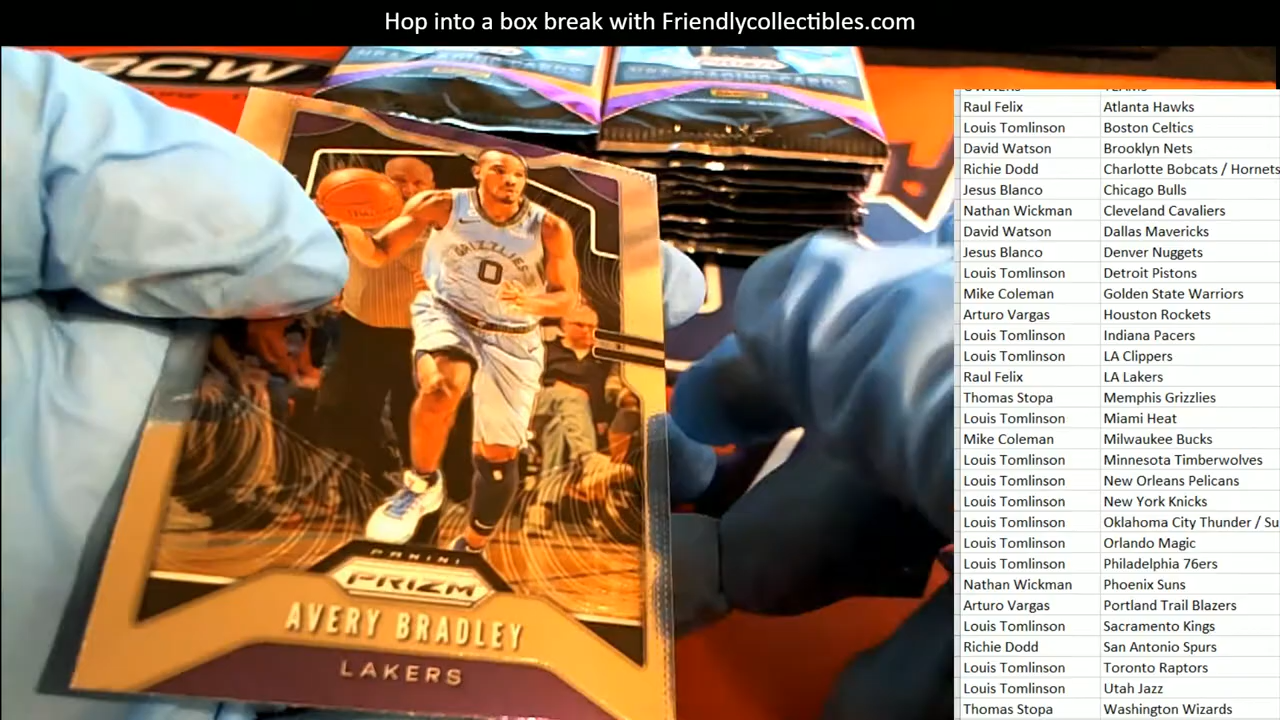 Hop into a box break with Friendlycollectibles.com
OCW
NBA TRADING CARDS
GRIZZLIES
0
PANINI
PRIZM
AVERY BRADLEY
LAKERS
OWNERS TEAMS
Raul Felix Atlanta Hawks
Louis Tomlinson Boston Celtics
David Watson Brooklyn Nets
Richie Dodd Charlotte Bobcats / Hornets
Jesus Blanco Chicago Bulls
Nathan Wickman Cleveland Cavaliers
David Watson Dallas Mavericks
Jesus Blanco Denver Nuggets
Louis Tomlinson Detroit Pistons
Mike Coleman Golden State Warriors
Arturo Vargas Houston Rockets
Louis Tomlinson Indiana Pacers
Louis Tomlinson LA Clippers
Raul Felix LA Lakers
Thomas Stopa Memphis Grizzlies
Louis Tomlinson Miami Heat
Mike Coleman Milwaukee Bucks
Louis Tomlinson Minnesota Timberwolves
Louis Tomlinson New Orleans Pelicans
Louis Tomlinson New York Knicks
Louis Tomlinson Oklahoma City Thunder / Su
Louis Tomlinson Orlando Magic
Louis Tomlinson Philadelphia 76ers
Nathan Wickman Phoenix Suns
Arturo Vargas Portland Trail Blazers
Louis Tomlinson Sacramento Kings
Richie Dodd San Antonio Spurs
Louis Tomlinson Toronto Raptors
Louis Tomlinson Utah Jazz
Thomas Stopa Washington Wizards